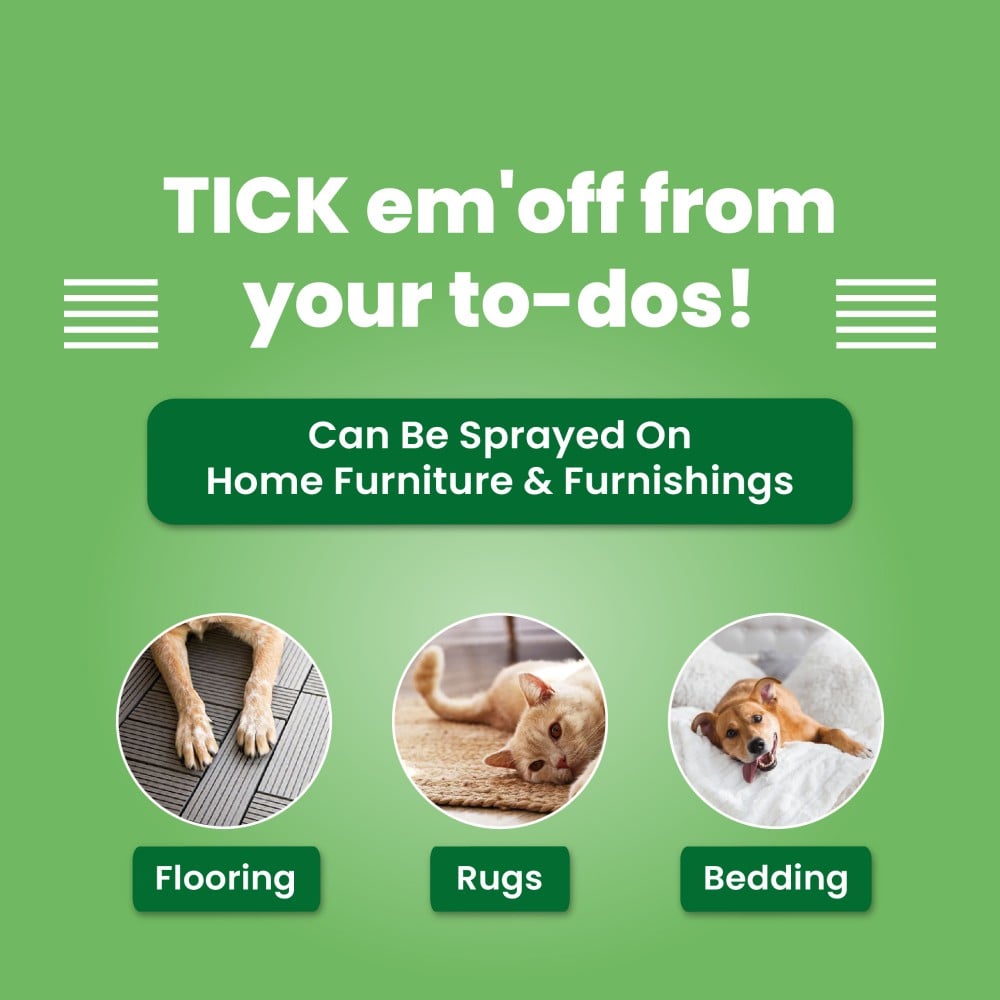 TICK em'off from
your to-dos!
Can Be Sprayed On
Home Furniture & Furnishings
Flooring
Rugs
Bedding